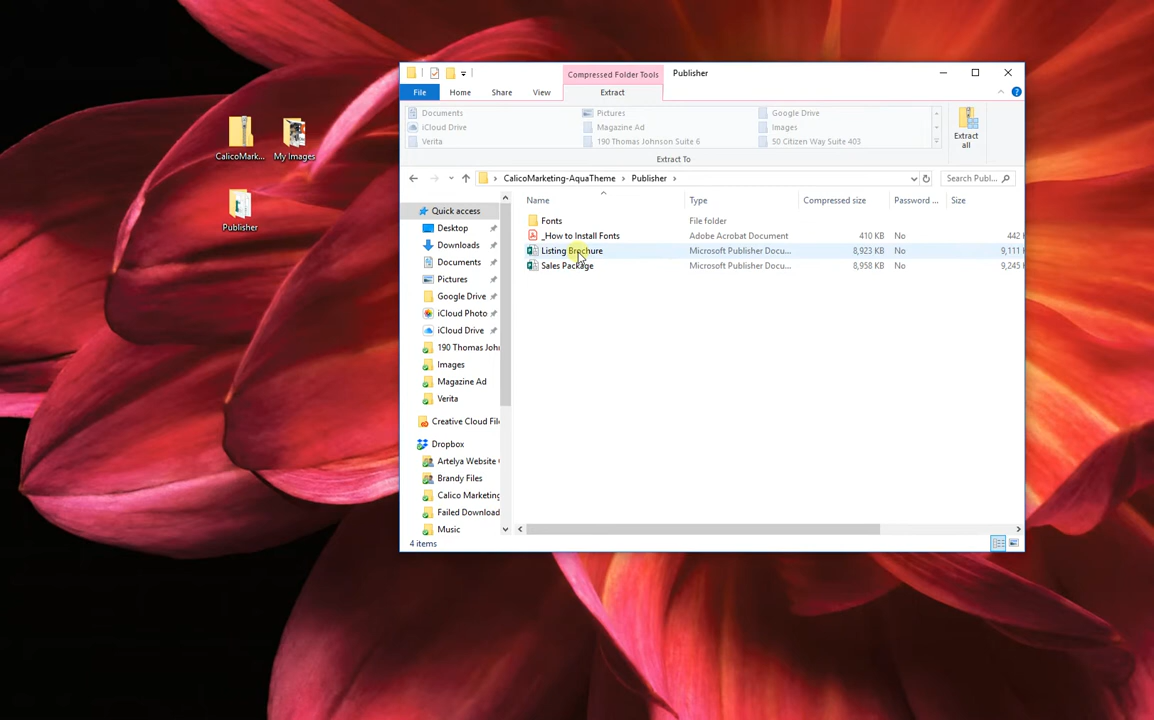 Compressed Folder Tools
Publisher
File
Home
Share
View
Extract
Documents
Pictures
Google Drive
iCloud Drive
Magazine Ad
Images
Verita
190 Thomas Johnson Suite 6
50 Citizen Way Suite 403
Extract all
Extract To
CalicoMarketing-AquaTheme > Publisher >
Search Publ...
Name
Type
Compressed size
Password ...
Size
Fonts
File folder
_How to Install Fonts
Adobe Acrobat Document
410 KB
No
442
Listing Brochure
Microsoft Publisher Docu...
8,923 KB
No
9,111
Sales Package
Microsoft Publisher Docu...
8,958 KB
No
9,245
Quick access
Desktop
Downloads
Documents
Pictures
Google Drive
iCloud Photo
iCloud Drive
190 Thomas Joh
Images
Magazine Ad
Verita
Creative Cloud Fil
Dropbox
Artelya Website
Brandy Files
Calico Marketing
Failed Download
Music
4 items
CalicoMark...
My Images
Publisher